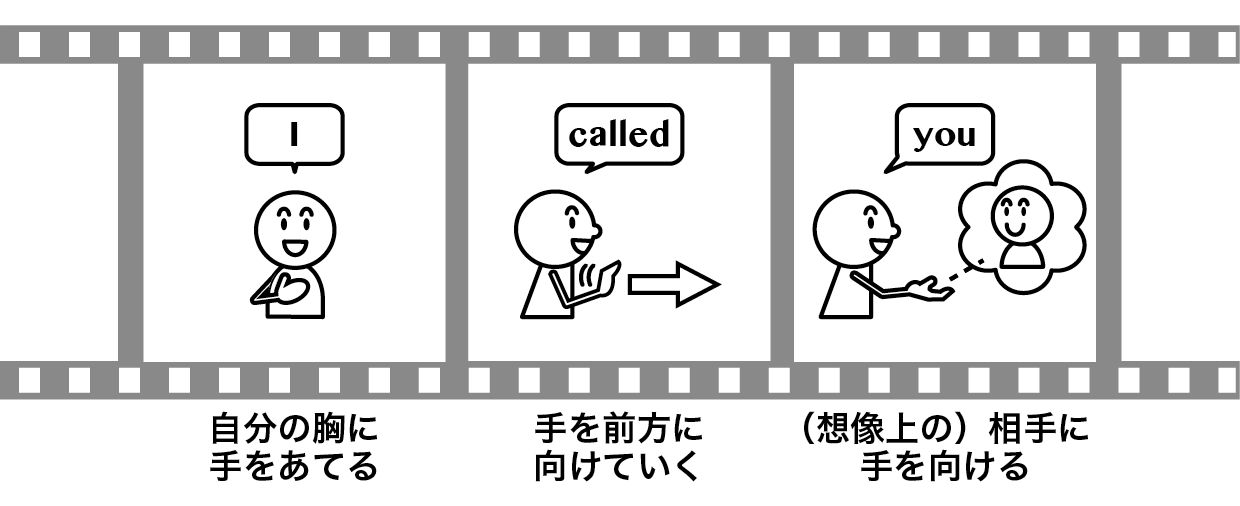 I
called
you
自分の胸に
手をあてる
手を前方に
向けていく
（想像上の）相手に
手を向ける